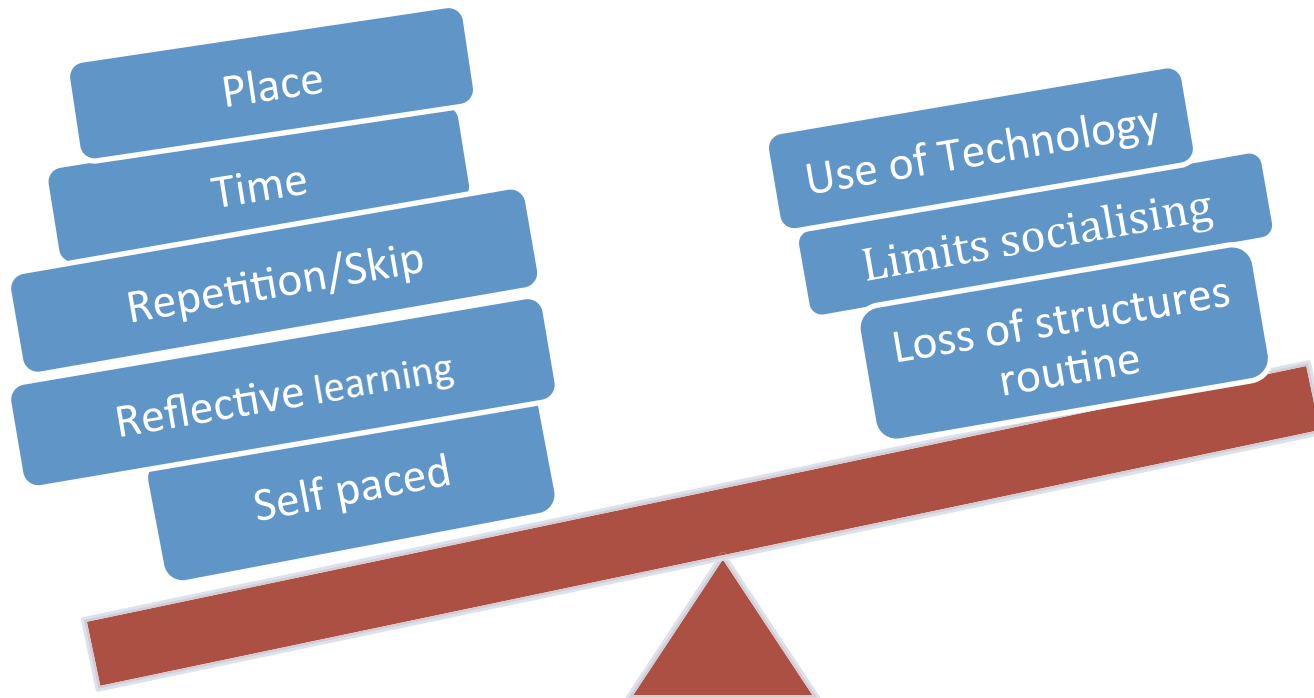 Place
Time
Repetition/Skip
Reflective learning
Self paced
Use of Technology
Limits socialising
Loss of structures
routine